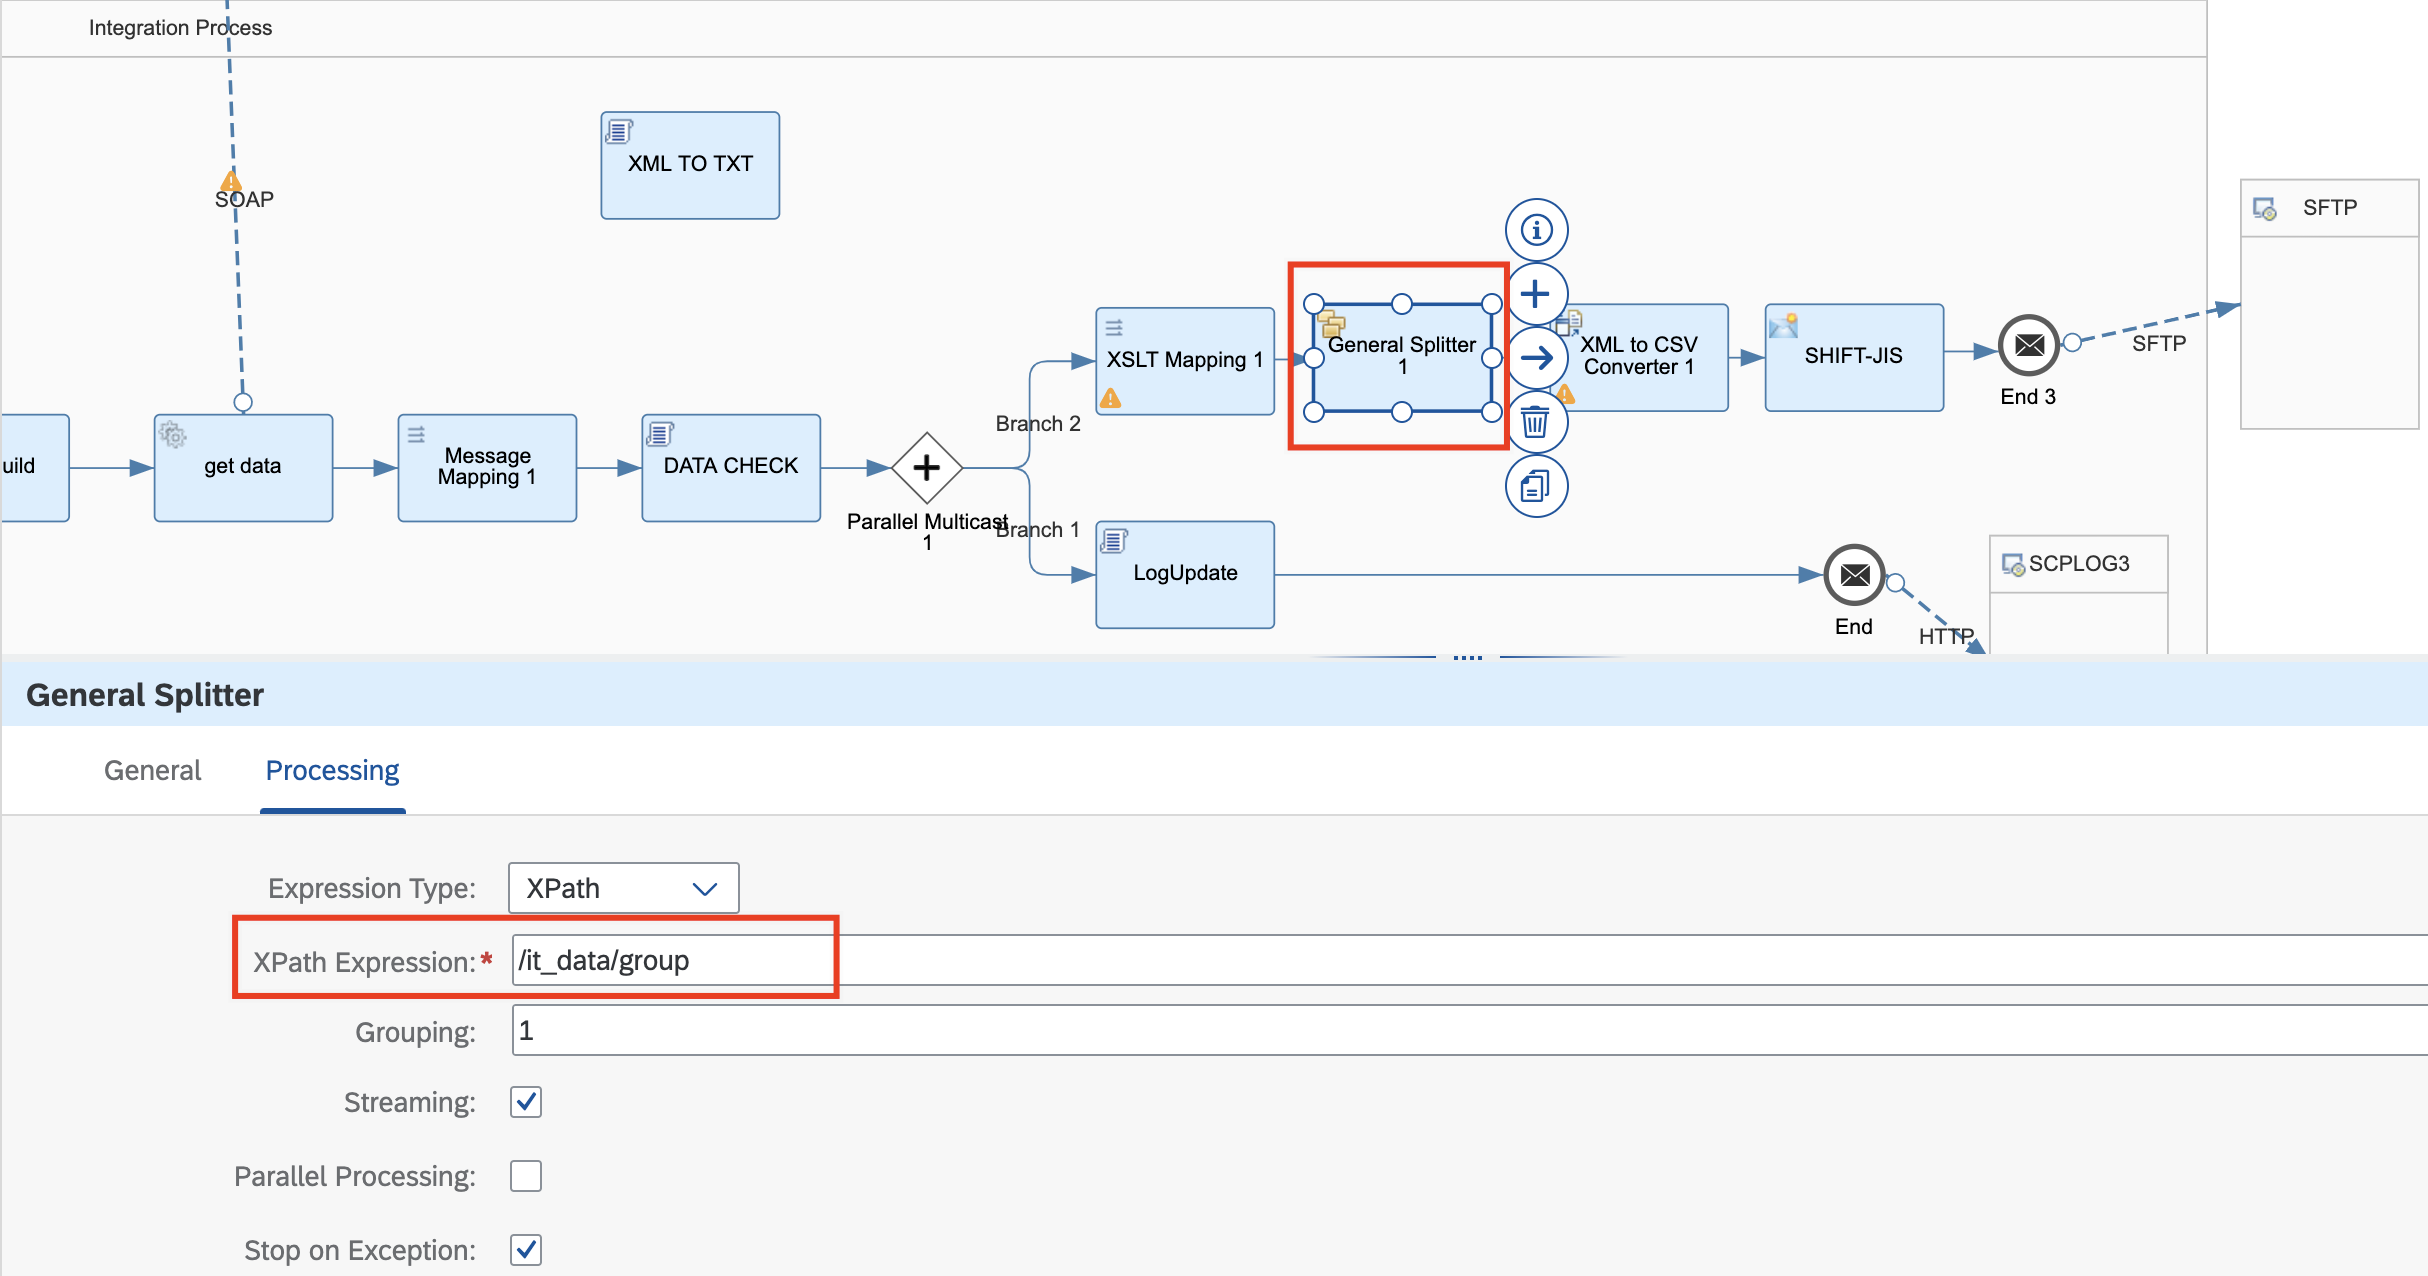 Integration Process
XML TO TXT
SOAP
SFTP
General Splitter
1
XML to CSV
Converter 1
XSLT Mapping 1
SHIFT-JIS
SFTP
End 3
Branch 2
uild
get data
Message
Mapping 1
DATA CHECK
Parallel Multicast
1
Branch 1
LogUpdate
SCPLOG3
End
HTTP
General Splitter
General
Processing
Expression Type:
XPath
XPath Expression:*
/it_data/group
Grouping:
1
Streaming:
Parallel Processing:
Stop on Exception: